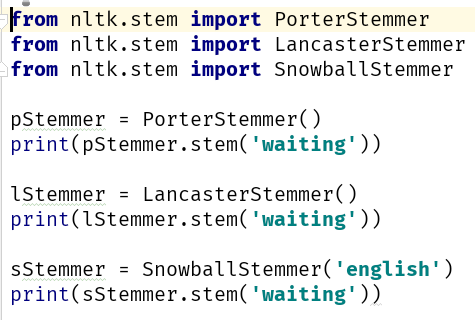 from nltk.stem import PorterStemmer
from nltk.stem import LancasterStemmer
from nltk.stem import SnowballStemmer
pStemmer = PorterStemmer()
print(pStemmer.stem('waiting'))
lStemmer = LancasterStemmer()
print(lStemmer.stem('waiting'))
sStemmer = SnowballStemmer('english')
print(sStemmer.stem('waiting'))